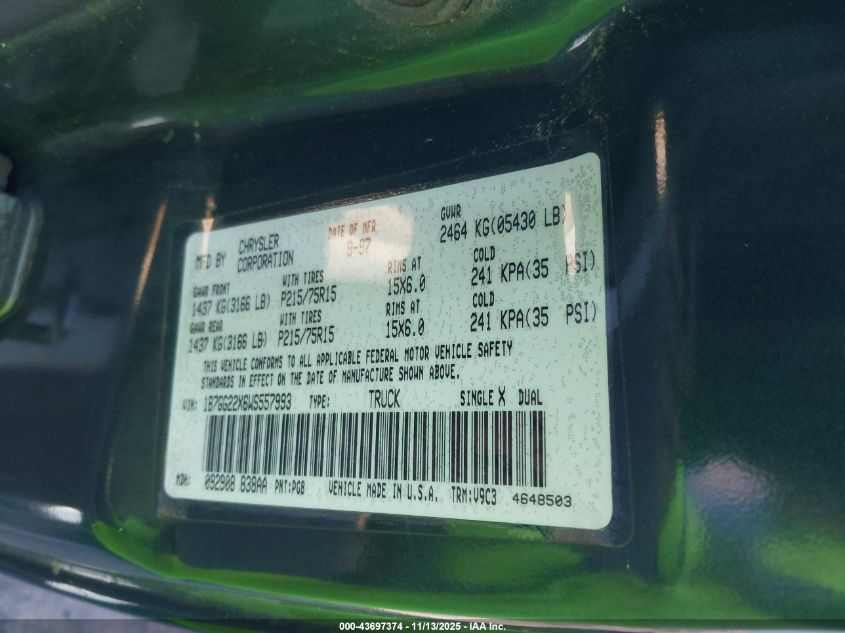 MFD BY CHRYSLER CORPORATION DATE OF MFR 9-97 GVWR 2464 KG(05430 LB)
GAWR FRONT WITH TIRES RIMS AT COLD
1437 KG(3166 LB) P215/75R15 15X6.0 241 KPA(35 PSI)
GAWR REAR WITH TIRES RIMS AT COLD
1437 KG(3166 LB) P215/75R15 15X6.0 241 KPA(35 PSI)
THIS VEHICLE CONFORMS TO ALL APPLICABLE FEDERAL MOTOR VEHICLE SAFETY
STANDARDS IN EFFECT ON THE DATE OF MANUFACTURE SHOWN ABOVE.
VIN: 1B7GG22X6WS557993 TYPE: TRUCK SINGLE X DUAL
MDH: 092908 838AA PNT:PGB VEHICLE MADE IN U.S.A. TRM:V9C3 4648503
000-43697374 - 11/13/2025 - IAA Inc.